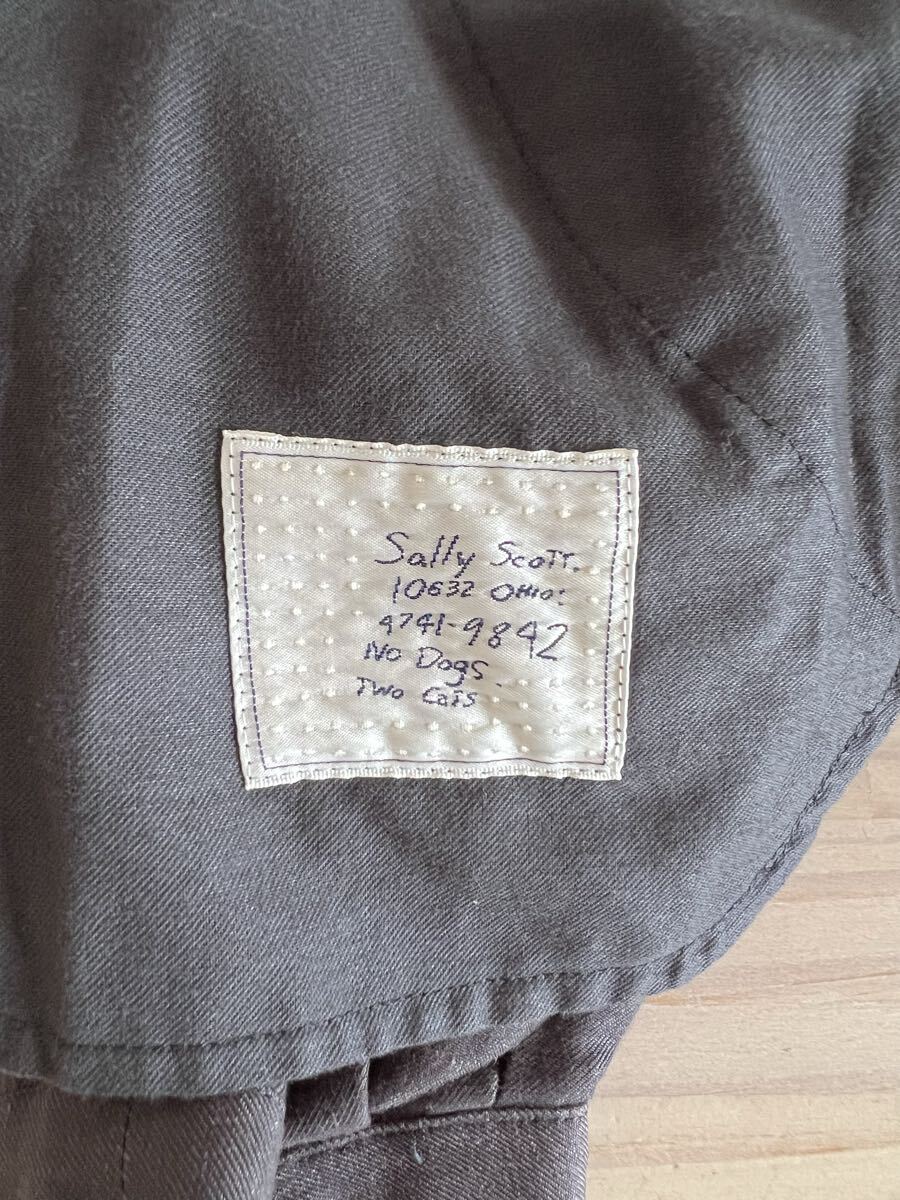 Sally Scott.
10632 Ohio:
4741-9842
No Dogs.
Two Cats